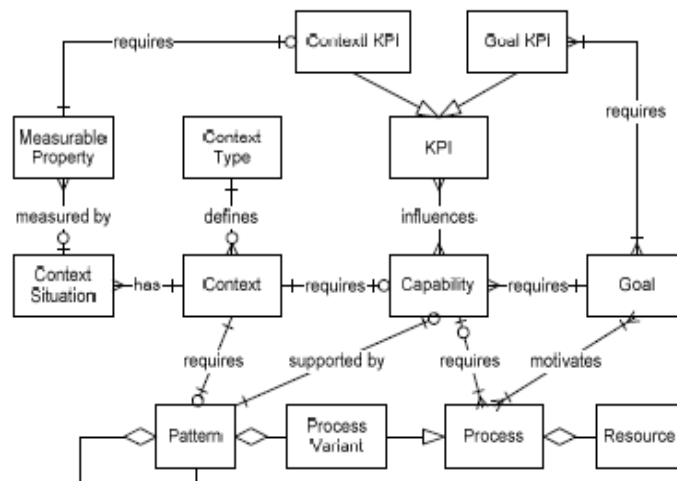 requires
ContextI KPI
Goal KPI
Measurable
Property
Context
Type
KPI
requires
measured by
defines
influences
Context
Situation
has
Context
requires
Capability
requires
Goal
requires
supported by
requires
motivates
Pattern
Process
Variant
Process
Resource